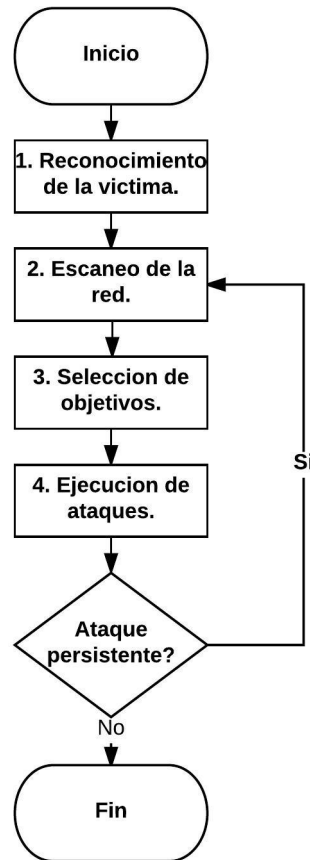 Inicio
1. Reconocimiento
de la victima.
2. Escaneo de la
red.
3. Seleccion de
objetivos.
4. Ejecucion de
ataques.
Si
Ataque
persistente?
No
Fin